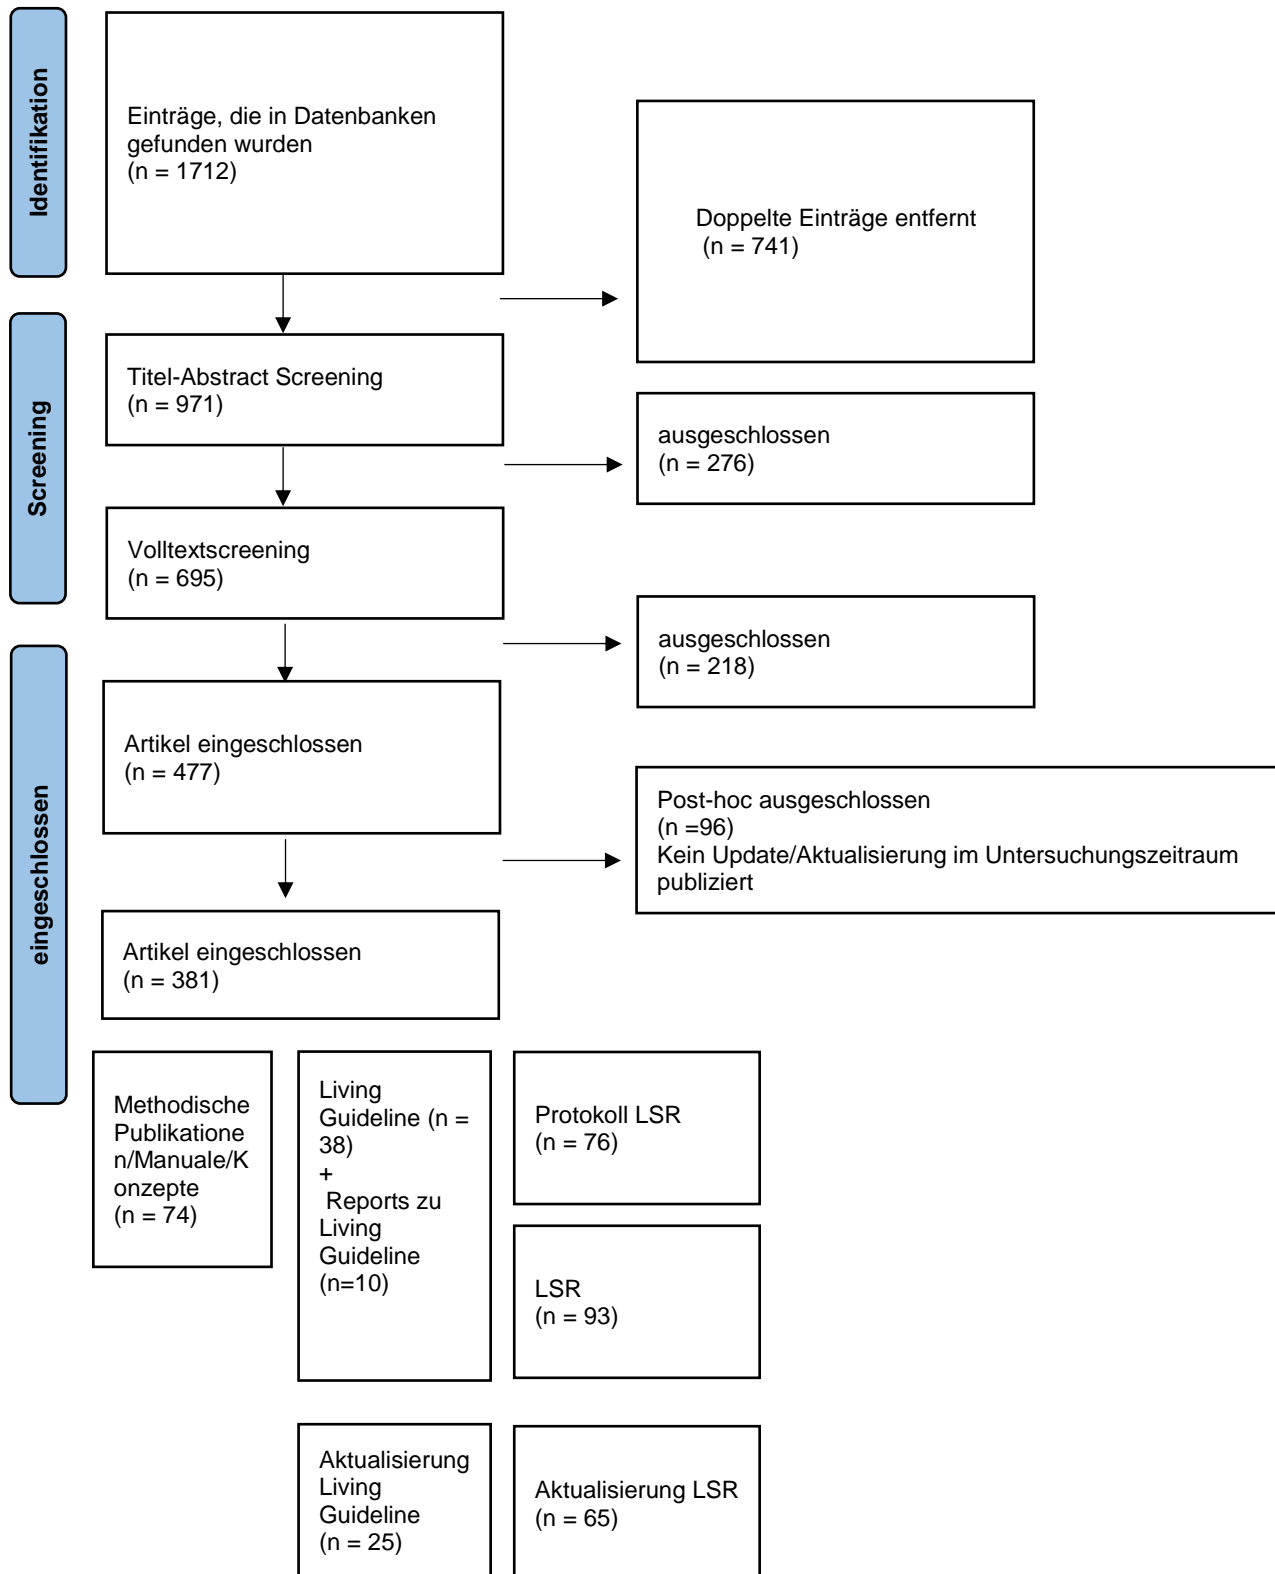 Identifikation
Einträge, die in Datenbanken
gefunden wurden
(n = 1712)
Doppelte Einträge entfernt
(n = 741)
Screening
Titel-Abstract Screening
(n = 971)
ausgeschlossen
(n = 276)
Volltextscreening
(n = 695)
ausgeschlossen
(n = 218)
eingeschlossen
Artikel eingeschlossen
(n = 477)
Post-hoc ausgeschlossen
(n =96)
Kein Update/Aktualisierung im Untersuchungszeitraum
publiziert
Artikel eingeschlossen
(n = 381)
Methodische
Publikatione
n/Manuale/K
onzepte
(n = 74)
Living
Guideline (n =
38)
+
Reports zu
Living
Guideline
(n=10)
Protokoll LSR
(n = 76)
LSR
(n = 93)
Aktualisierung
Living
Guideline
(n = 25)
Aktualisierung LSR
(n = 65)